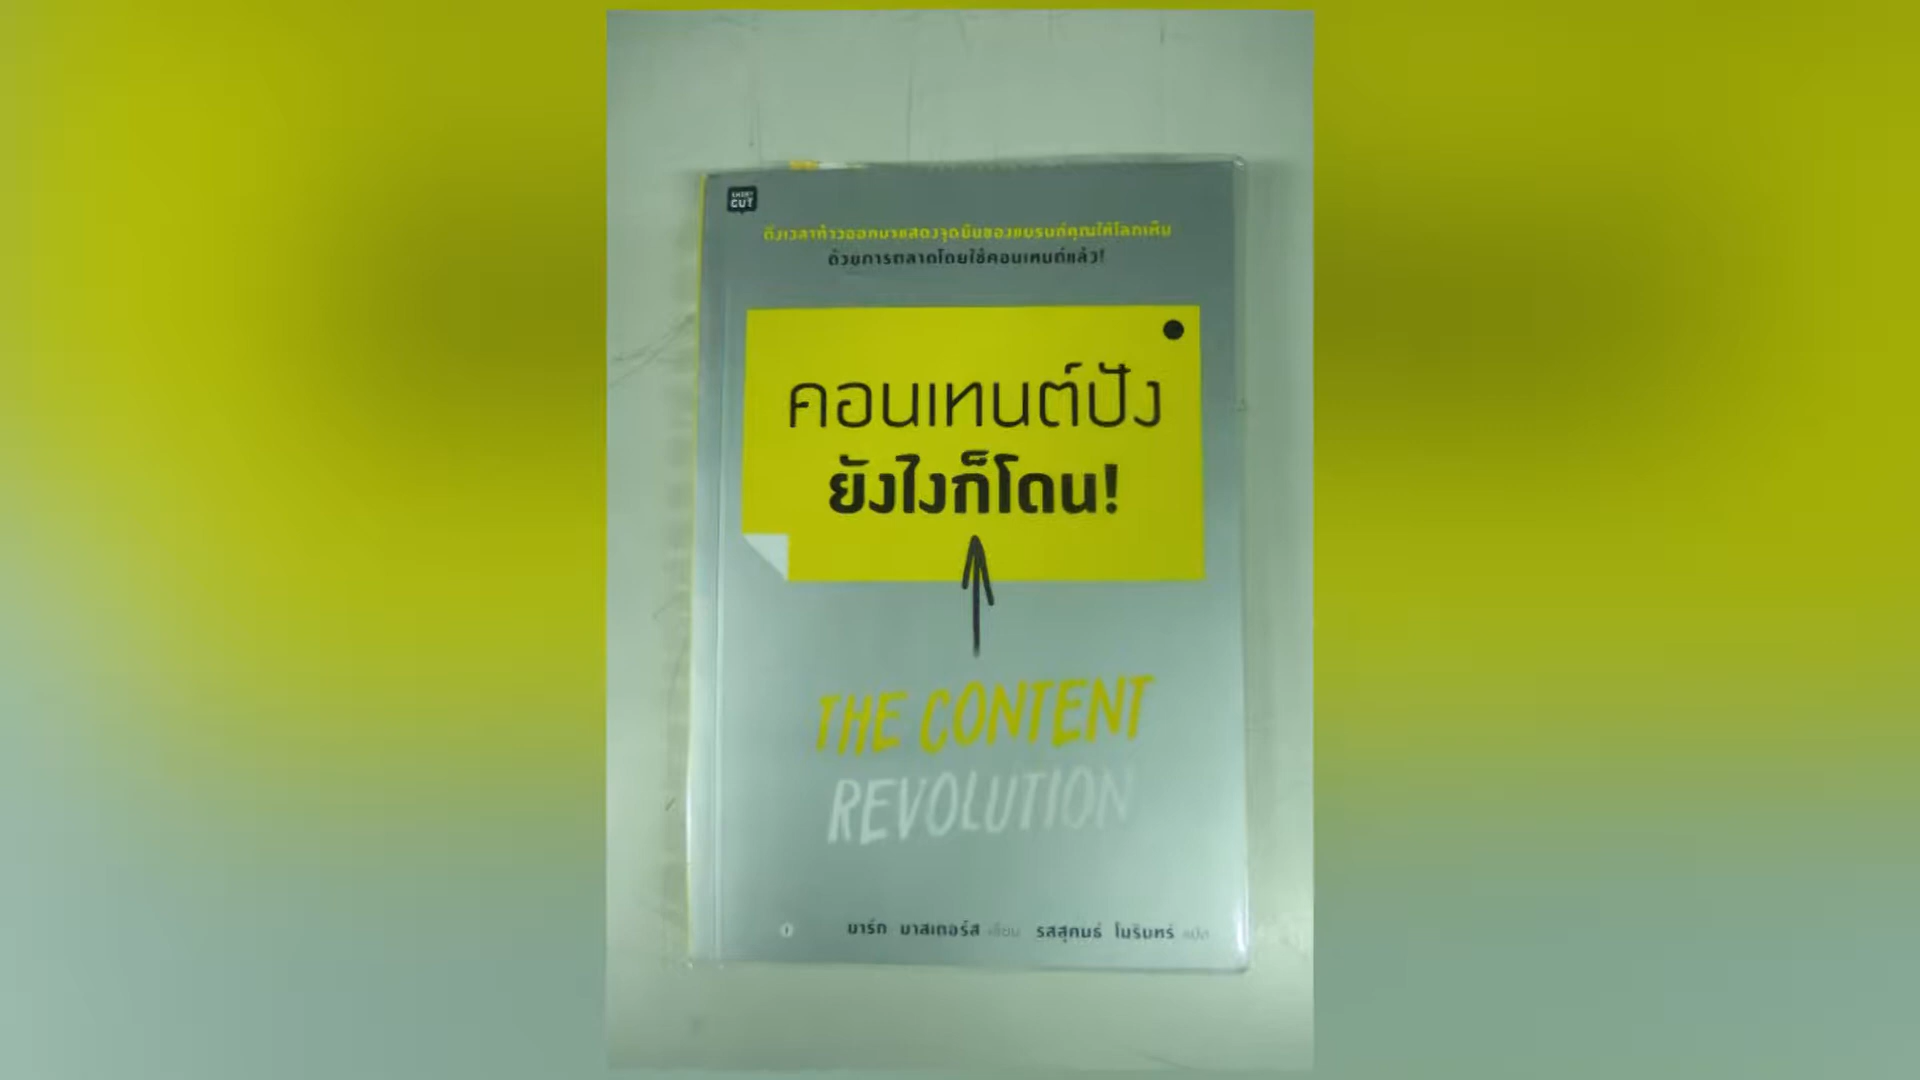 SHORT
CUT
ถึงเวลาก้าวออกมาแสดงจุดยืนของแบรนด์คุณให้โลกเห็น
ด้วยการตลาดโดยใช้คอนเทนต์แล้ว!
คอนเทนต์ปัง
ยังไงก็โดน!
THE CONTENT
REVOLUTION
มาร์ก มาสเตอร์ส เขียน รสสุคนธ์ โมรินทร์ แปล